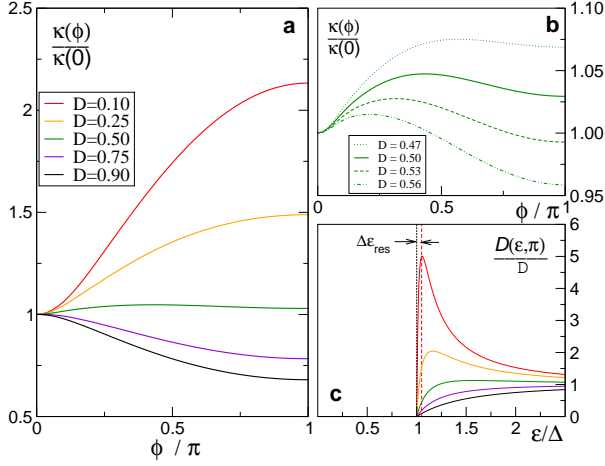 a
κ(φ)
κ(0)
D=0.10
D=0.25
D=0.50
D=0.75
D=0.90
2.5
2
1.5
1
0.5
0
0.5
1
φ / π
b
κ(φ)
κ(0)
D = 0.47
D = 0.50
D = 0.53
D = 0.56
1.10
1.05
1.00
0.95
0
0.5
1
φ / π
c
Δε_res
D(ε,π)
D
6
5
4
3
2
1
0
0.5
1
1.5
2
ε/Δ